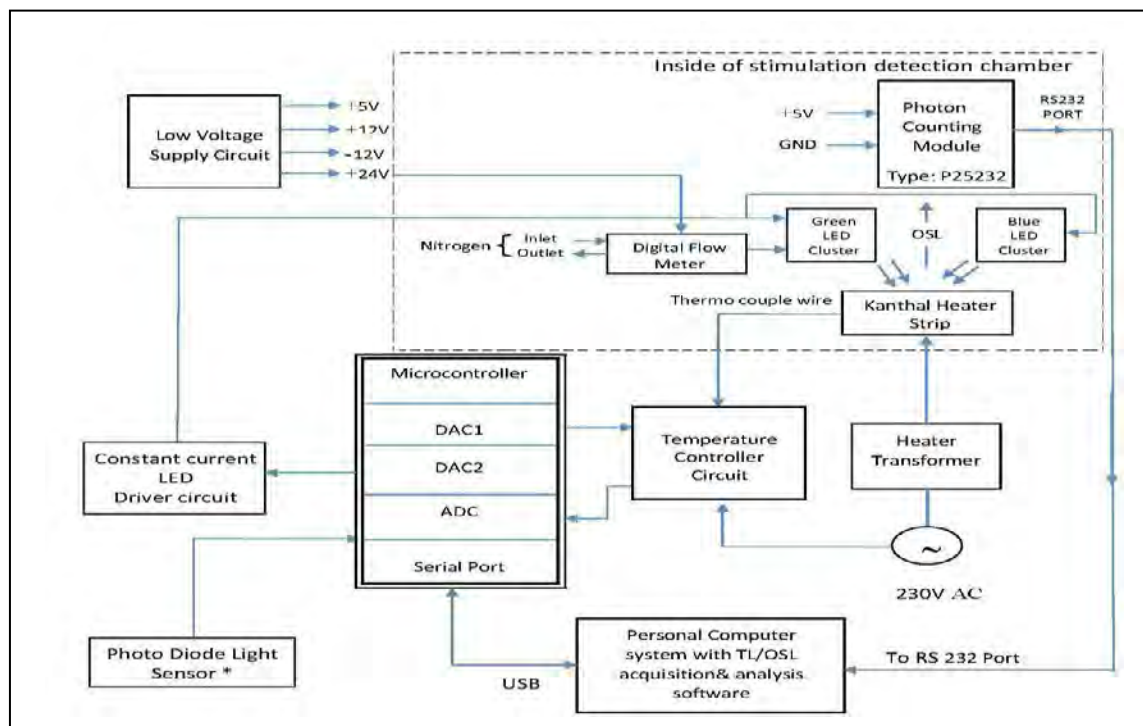 Inside of stimulation detection chamber
Low Voltage
Supply Circuit
+5V
+12V
-12V
+24V
+5V
GND
Photon
Counting
Module
Type: P25232
RS232
PORT
Nitrogen {
Inlet
Outlet
Digital Flow
Meter
Green
LED
Cluster
OSL
Blue
LED
Cluster
Thermo couple wire
Kanthal Heater
Strip
Microcontroller
DAC1
DAC2
ADC
Serial Port
Constant current
LED
Driver circuit
Temperature
Controller
Circuit
Heater
Transformer
~
230V AC
Photo Diode Light
Sensor *
USB
Personal Computer
system with TL/OSL
acquisition& analysis
software
To RS 232 Port